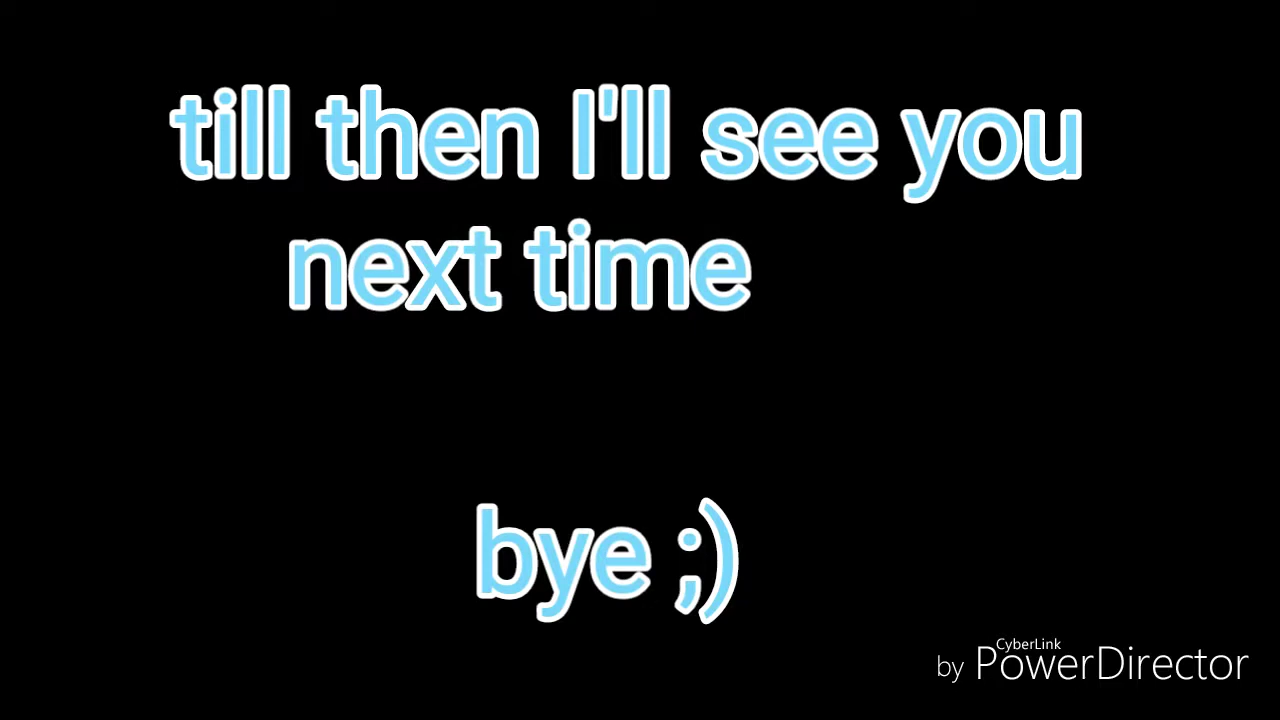 till then I'll see you
next time
bye ;)
CyberLink
by PowerDirector